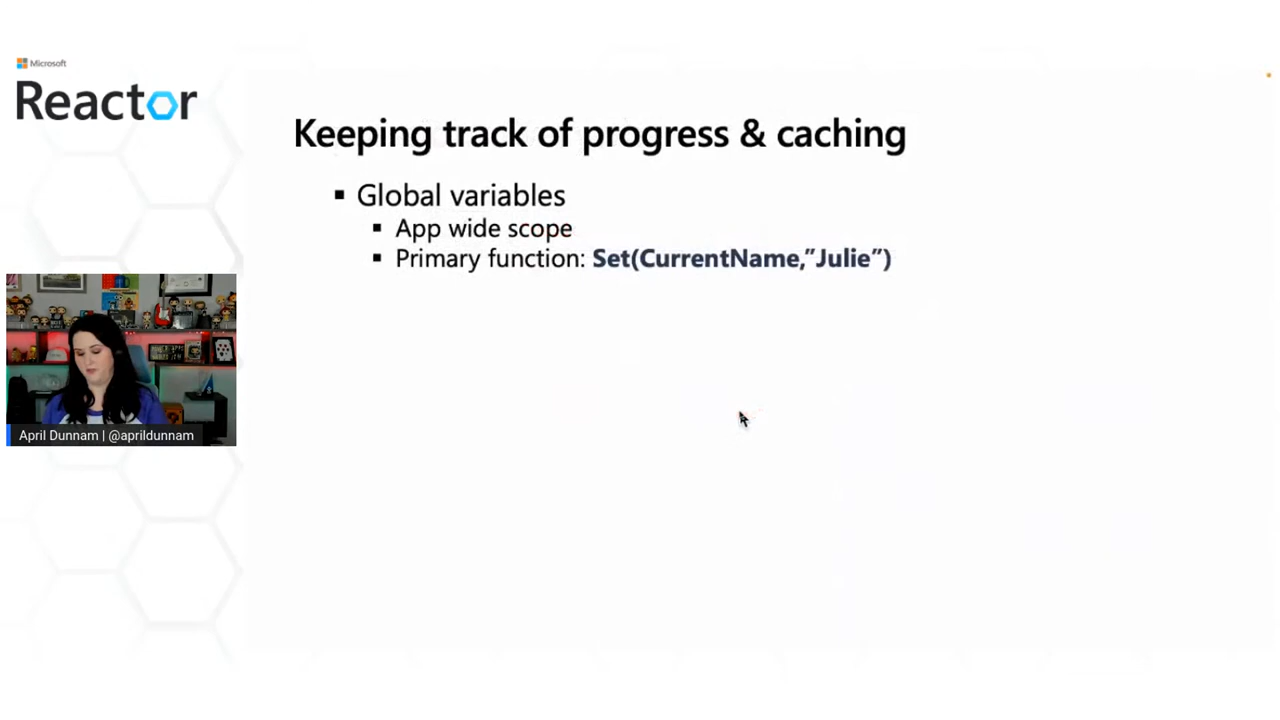 Microsoft
Reactor
Keeping track of progress & caching
▪ Global variables
▪ App wide scope
▪ Primary function: Set(CurrentName,”Julie”)
April Dunnam | @aprildunnam